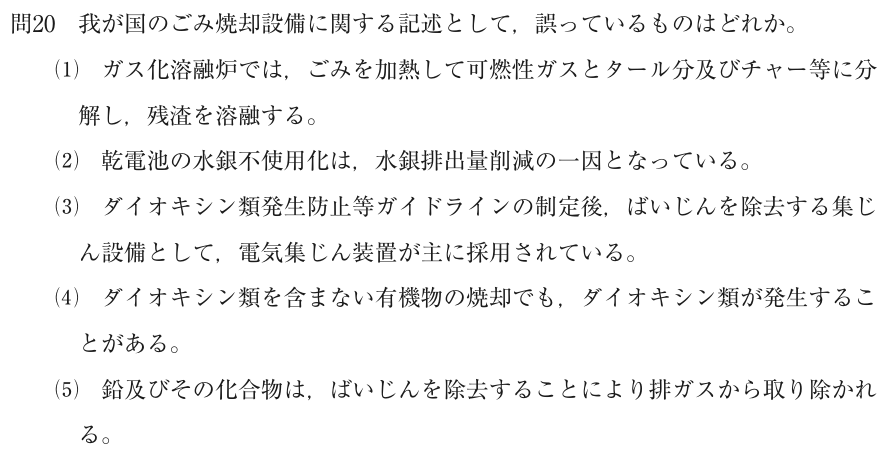 問20　我が国のごみ焼却設備に関する記述として，誤っているものはどれか。
⑴　ガス化溶融炉では，ごみを加熱して可燃性ガスとタール分及びチャー等に分
解し，残渣を溶融する。
⑵　乾電池の水銀不使用化は，水銀排出量削減の一因となっている。
⑶　ダイオキシン類発生防止等ガイドラインの制定後，ばいじんを除去する集じ
ん設備として，電気集じん装置が主に採用されている。
⑷　ダイオキシン類を含まない有機物の焼却でも，ダイオキシン類が発生するこ
とがある。
⑸　鉛及びその化合物は，ばいじんを除去することにより排ガスから取り除かれ
る。